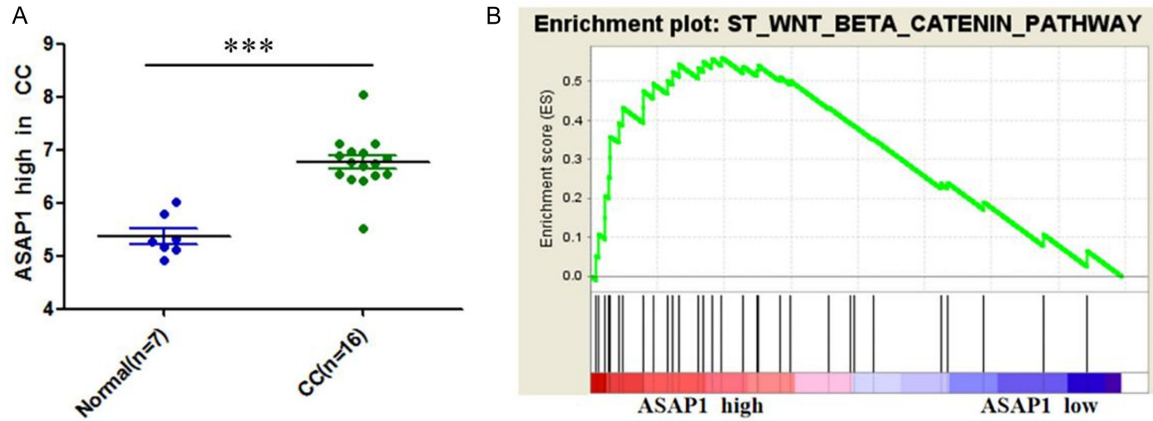 A
ASAP1 high in CC
9
8
7
6
5
4
***
Normal(n=7)
CC(n=16)
B
Enrichment plot: ST_WNT_BETA_CATENIN_PATHWAY
Enrichment score (ES)
0.5
0.4
0.3
0.2
0.1
0.0
ASAP1 high
ASAP1 low